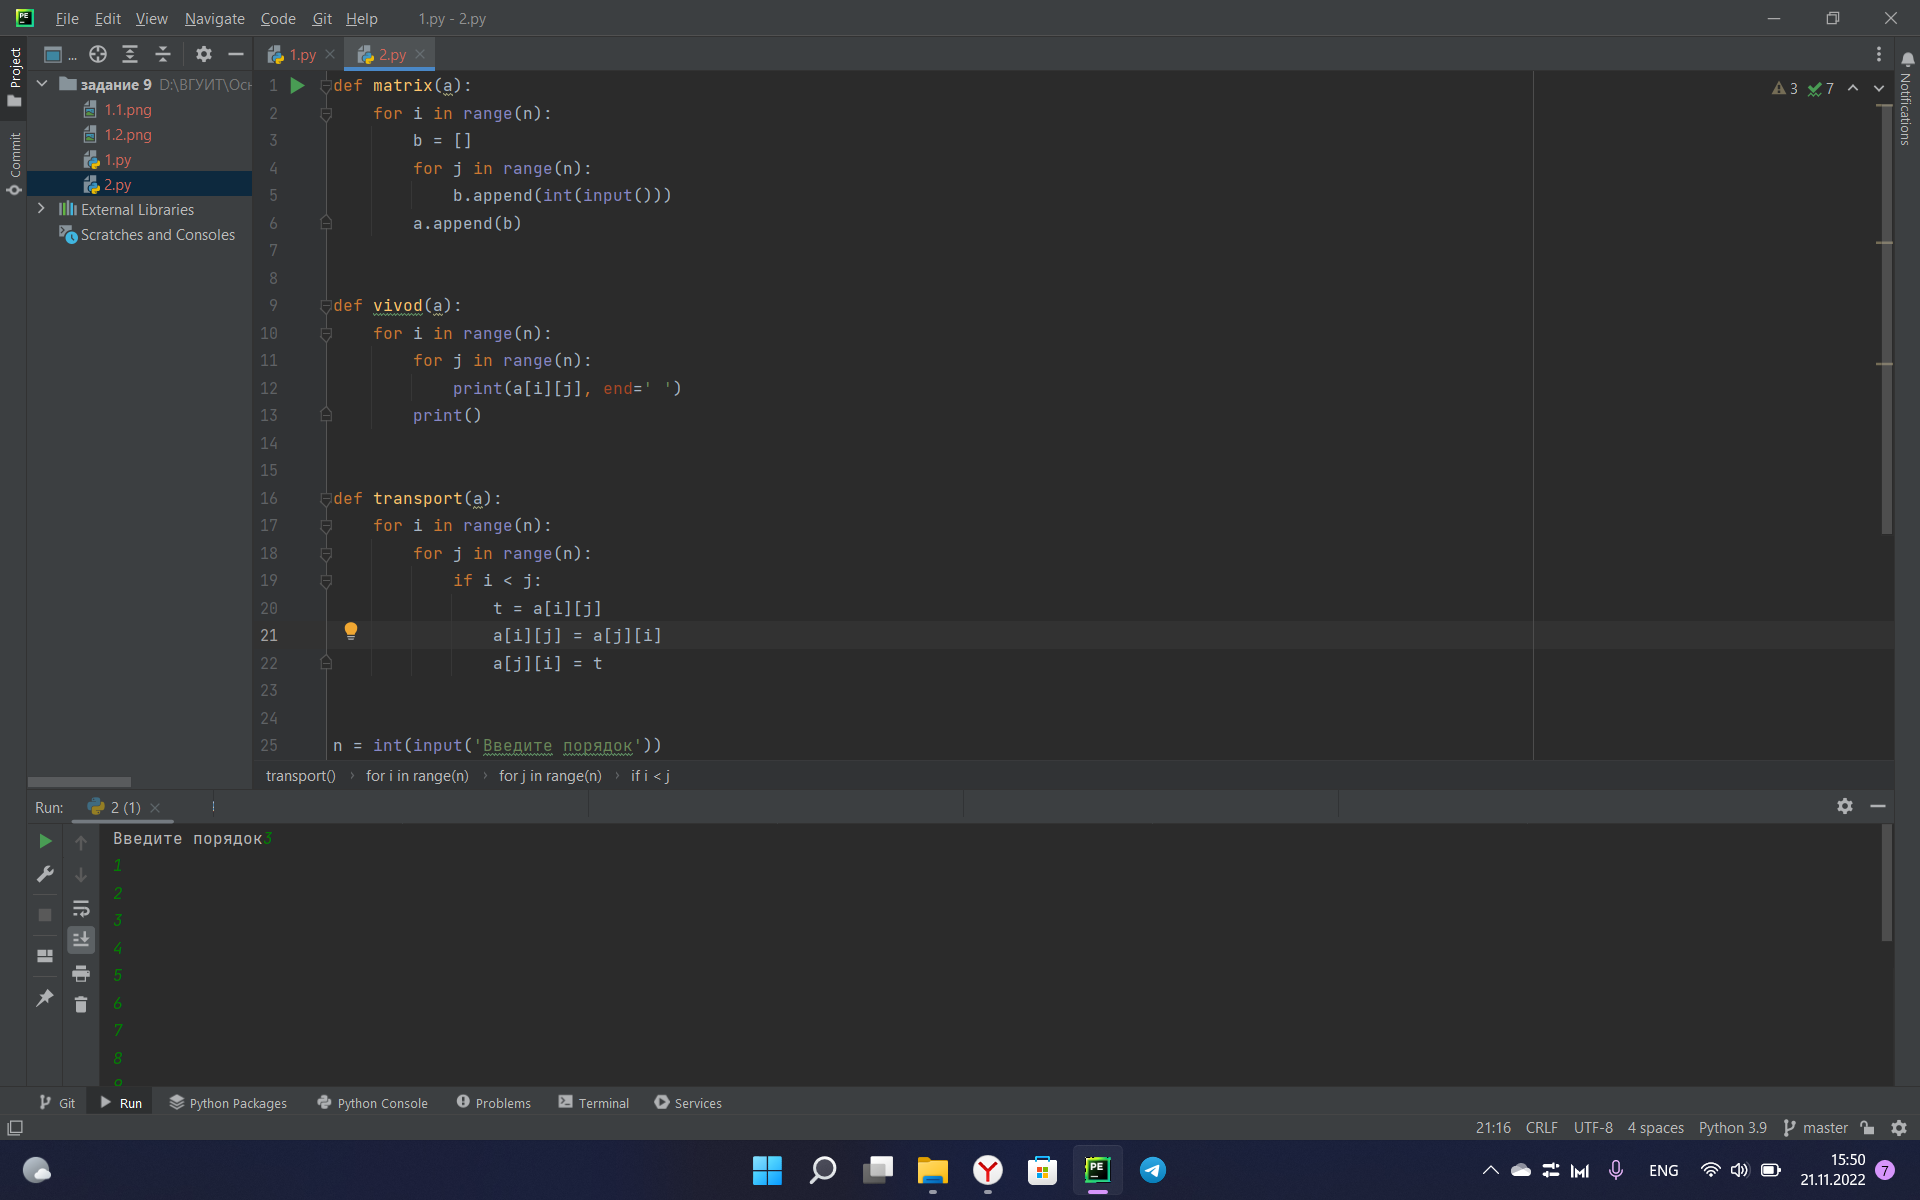 PE File Edit View Navigate Code Git Help 1.py - 2.py
Project
Commit
Notifications
...
1.py
2.py
задание 9 D:\ВГУИТ\Осн
1.1.png
1.2.png
1.py
2.py
External Libraries
Scratches and Consoles
3 7
1 def matrix(a):
2 for i in range(n):
3 b = []
4 for j in range(n):
5 b.append(int(input()))
6 a.append(b)
7
8
9 def vivod(a):
10 for i in range(n):
11 for j in range(n):
12 print(a[i][j], end=' ')
13 print()
14
15
16 def transport(a):
17 for i in range(n):
18 for j in range(n):
19 if i < j:
20 t = a[i][j]
21 a[i][j] = a[j][i]
22 a[j][i] = t
23
24
25 n = int(input('Введите порядок'))
transport() › for i in range(n) › for j in range(n) › if i < j
Run: 2 (1)
Введите порядок3
1
2
3
4
5
6
7
8
9
Git Run Python Packages Python Console Problems Terminal Services
21:16 CRLF UTF-8 4 spaces Python 3.9 master
PE
ENG
15:50
21.11.2022
7